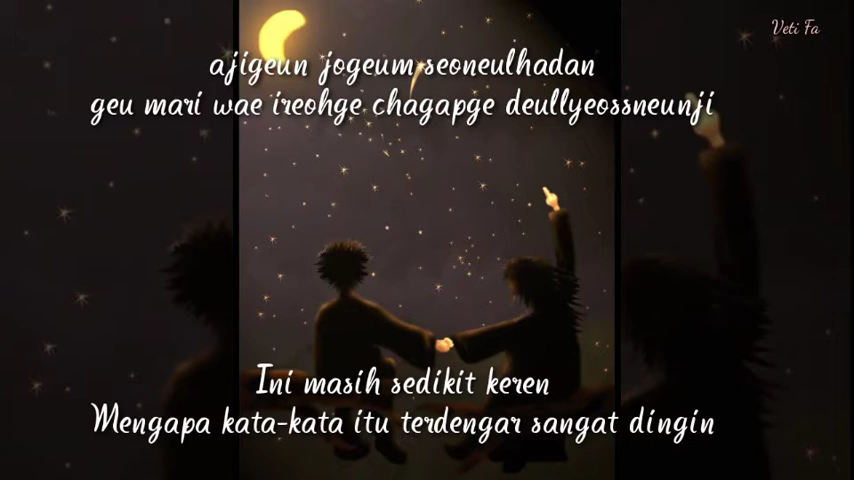 Veti Fa
ajigeun jogeum seoneulhadan
geu mari wae ireohge chagapge deullyeossneunji
Ini masih sedikit keren
Mengapa kata-kata itu terdengar sangat dingin